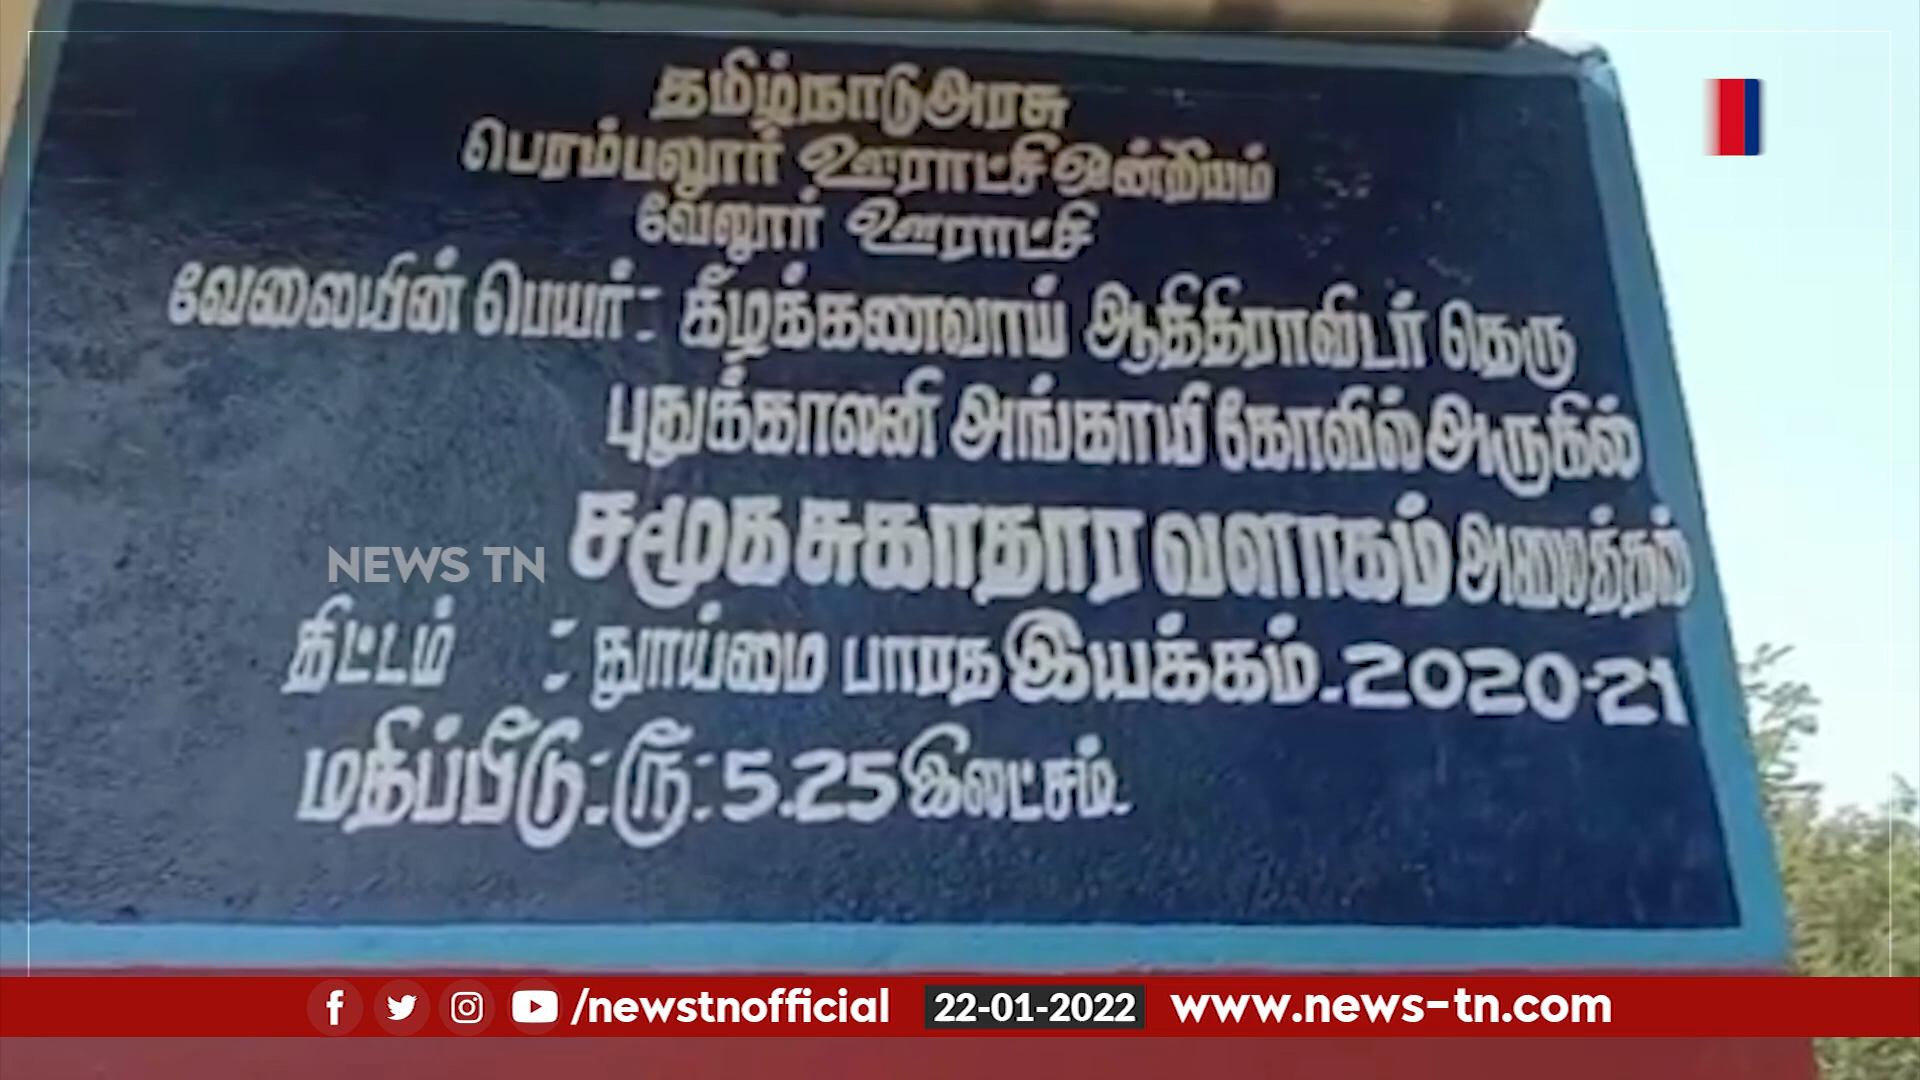 தமிழ்நாடு அரசு
பெரம்பலூர் ஊராட்சி ஒன்றியம்
வேலூர் ஊராட்சி
வேலையின் பெயர்:- கீழக்கணவாய் ஆதிதிராவிடர் தெரு
புதுக்காலனி அங்காயி கோவில் அருகில்
சமூக சுகாதார வளாகம் அமைத்தல்
NEWS TN
திட்டம் :- தூய்மை பாரத இயக்கம்.2020-21
மதிப்பீடு:-ரூ:-5.25 இலட்சம்.
/newstnofficial 22-01-2022 www.news-tn.com